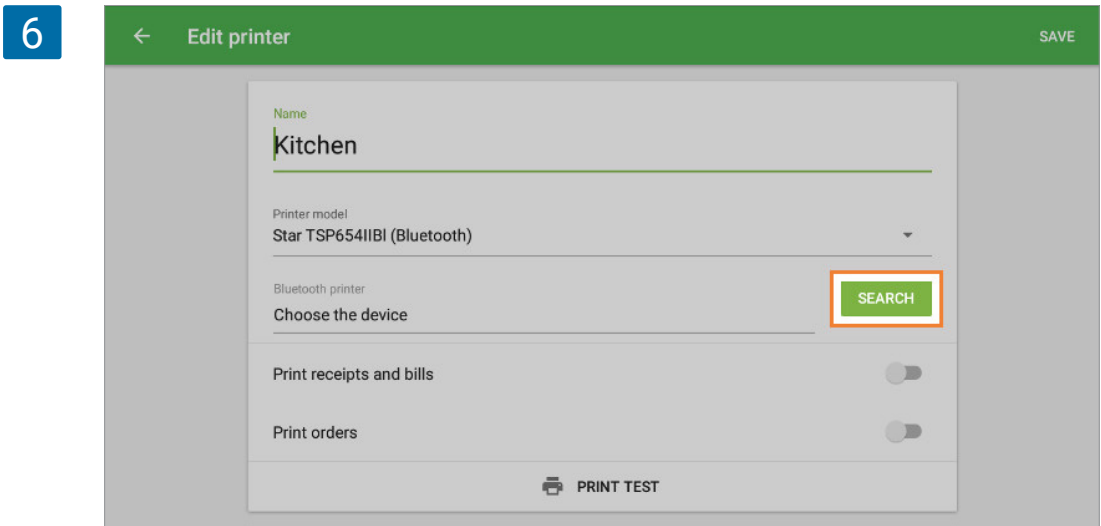 6
Edit printer
SAVE
Name
Kitchen
Printer model
Star TSP654IIBI (Bluetooth)
Bluetooth printer
Choose the device
SEARCH
Print receipts and bills
Print orders
PRINT TEST